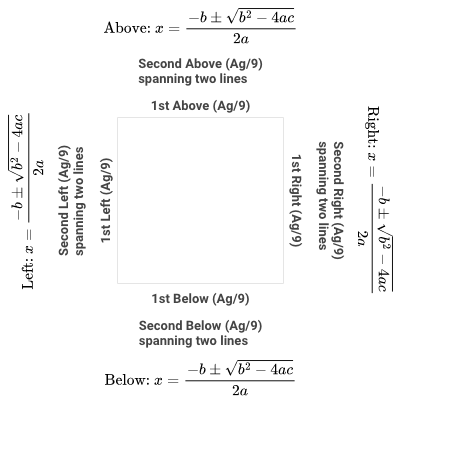 Above: x = \frac{-b \pm \sqrt{b^2 - 4ac}}{2a}
Second Above (Ag/9)
spanning two lines
1st Above (Ag/9)
Left: x = \frac{-b \pm \sqrt{b^2 - 4ac}}{2a}
Second Left (Ag/9)
spanning two lines
1st Left (Ag/9)
1st Right (Ag/9)
Second Right (Ag/9)
spanning two lines
Right: x = \frac{-b \pm \sqrt{b^2 - 4ac}}{2a}
1st Below (Ag/9)
Second Below (Ag/9)
spanning two lines
Below: x = \frac{-b \pm \sqrt{b^2 - 4ac}}{2a}